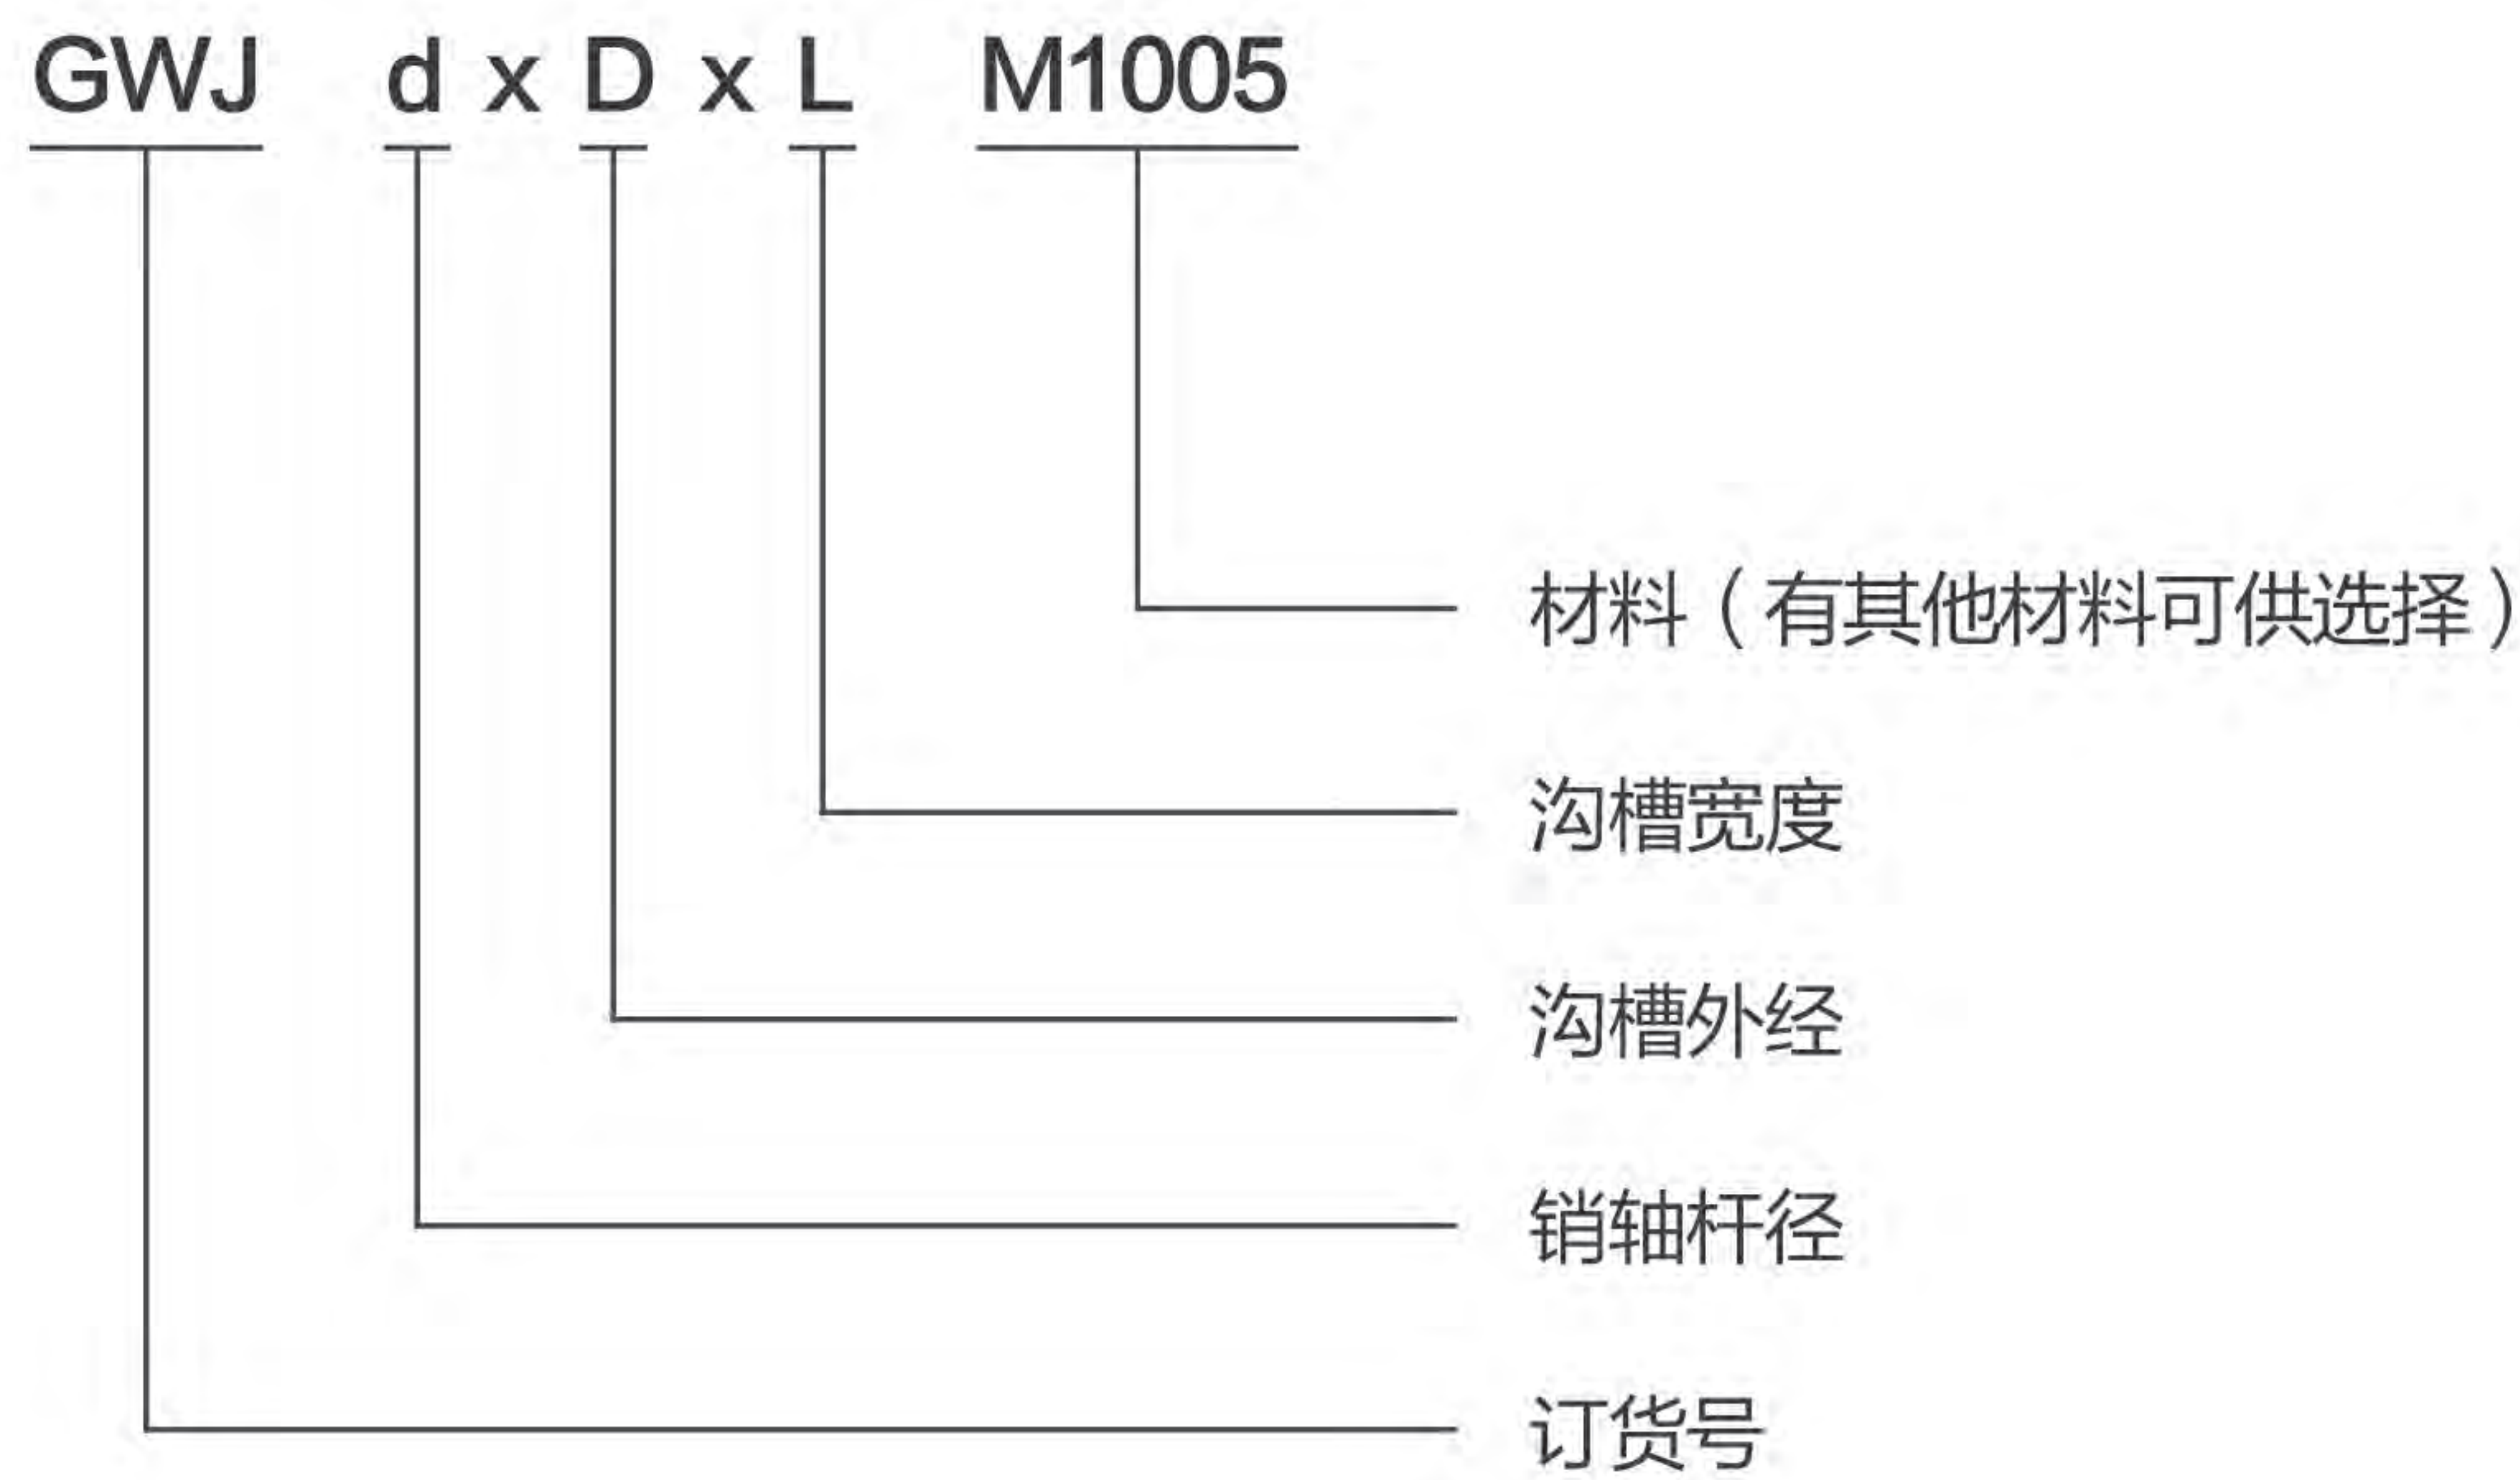 GWJ d x D x L M1005
材料（有其他材料可供选择）
沟槽宽度
沟槽外经
销轴杆径
订货号